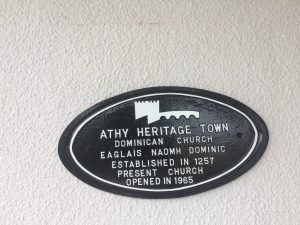 ATHY HERITAGE TOWN
DOMINICAN CHURCH
EAGLAIS NAOMH DOMINIC
ESTABLISHED IN 1257
PRESENT CHURCH
OPENED IN 1965